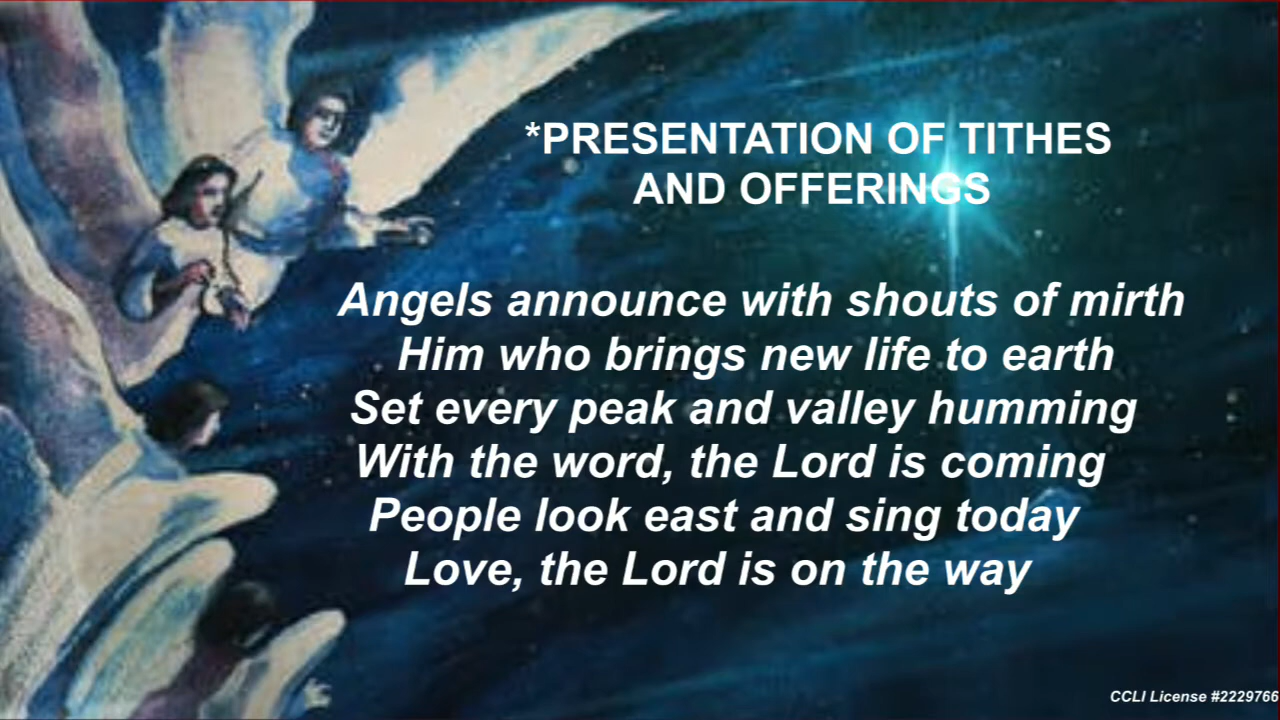 *PRESENTATION OF TITHES
AND OFFERINGS
Angels announce with shouts of mirth
Him who brings new life to earth
Set every peak and valley humming
With the word, the Lord is coming
People look east and sing today
Love, the Lord is on the way
CCLI License #2229766